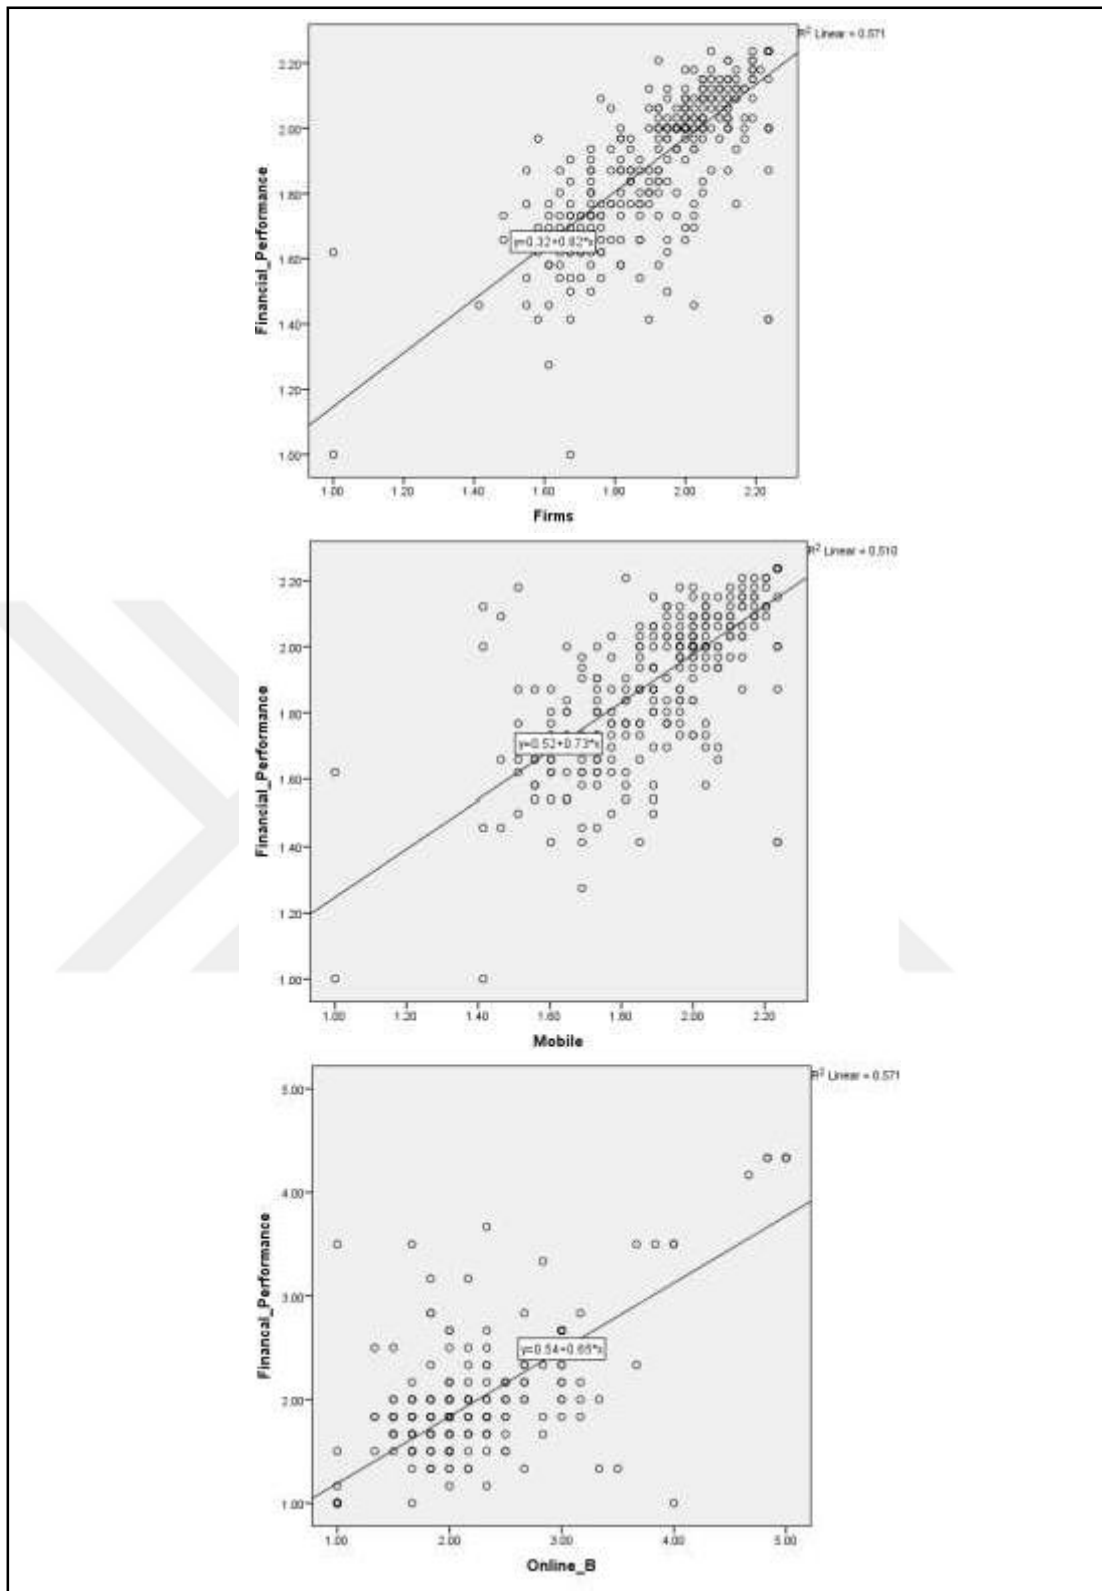 R² Linear = 0.571
2.20
2.00
1.80
1.60
1.40
1.20
1.00
Financial_Performance
y=0.32+0.82*x
1.00 1.20 1.40 1.60 1.80 2.00 2.20
Firms
R² Linear = 0.510
2.20
2.00
1.80
1.60
1.40
1.20
1.00
Financial_Performance
y=0.52+0.73*x
1.00 1.20 1.40 1.60 1.80 2.00 2.20
Mobile
R² Linear = 0.571
5.00
4.00
3.00
2.00
1.00
Financal_Performance
y=0.54+0.65*x
1.00 2.00 3.00 4.00 5.00
Online_B